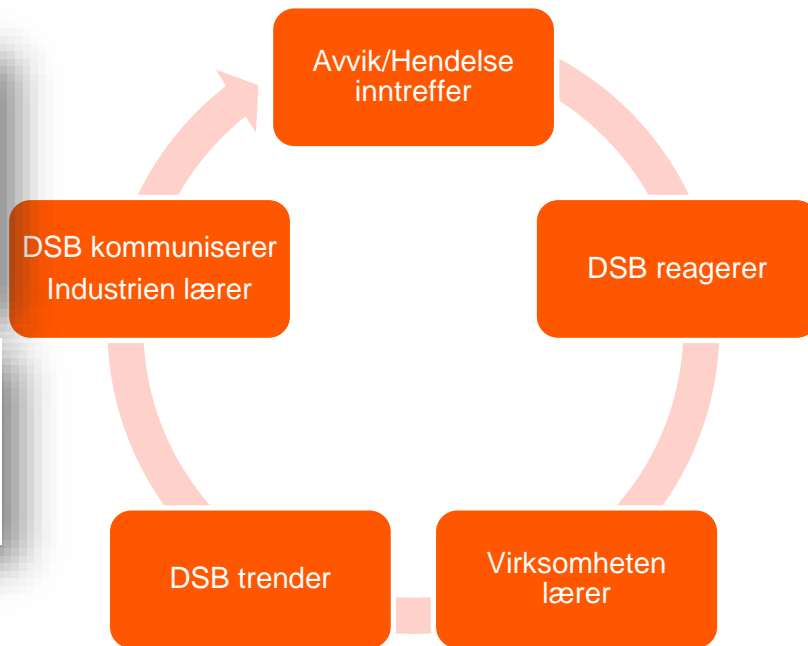 Avvik/Hendelse
inntreffer
DSB reagerer
Virksomheten
lærer
DSB trender
DSB kommuniserer
Industrien lærer